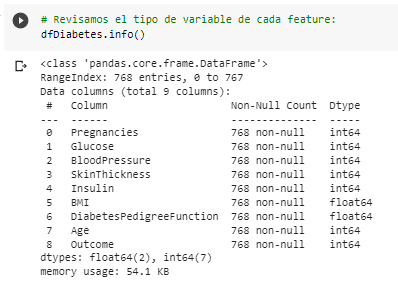 # Revisamos el tipo de variable de cada feature:
dfDiabetes.info()
<class 'pandas.core.frame.DataFrame'>
RangeIndex: 768 entries, 0 to 767
Data columns (total 9 columns):
 #   Column                    Non-Null Count  Dtype
---  ------                    --------------  -----
 0   Pregnancies               768 non-null    int64
 1   Glucose                   768 non-null    int64
 2   BloodPressure             768 non-null    int64
 3   SkinThickness             768 non-null    int64
 4   Insulin                   768 non-null    int64
 5   BMI                       768 non-null    float64
 6   DiabetesPedigreeFunction  768 non-null    float64
 7   Age                       768 non-null    int64
 8   Outcome                   768 non-null    int64
dtypes: float64(2), int64(7)
memory usage: 54.1 KB